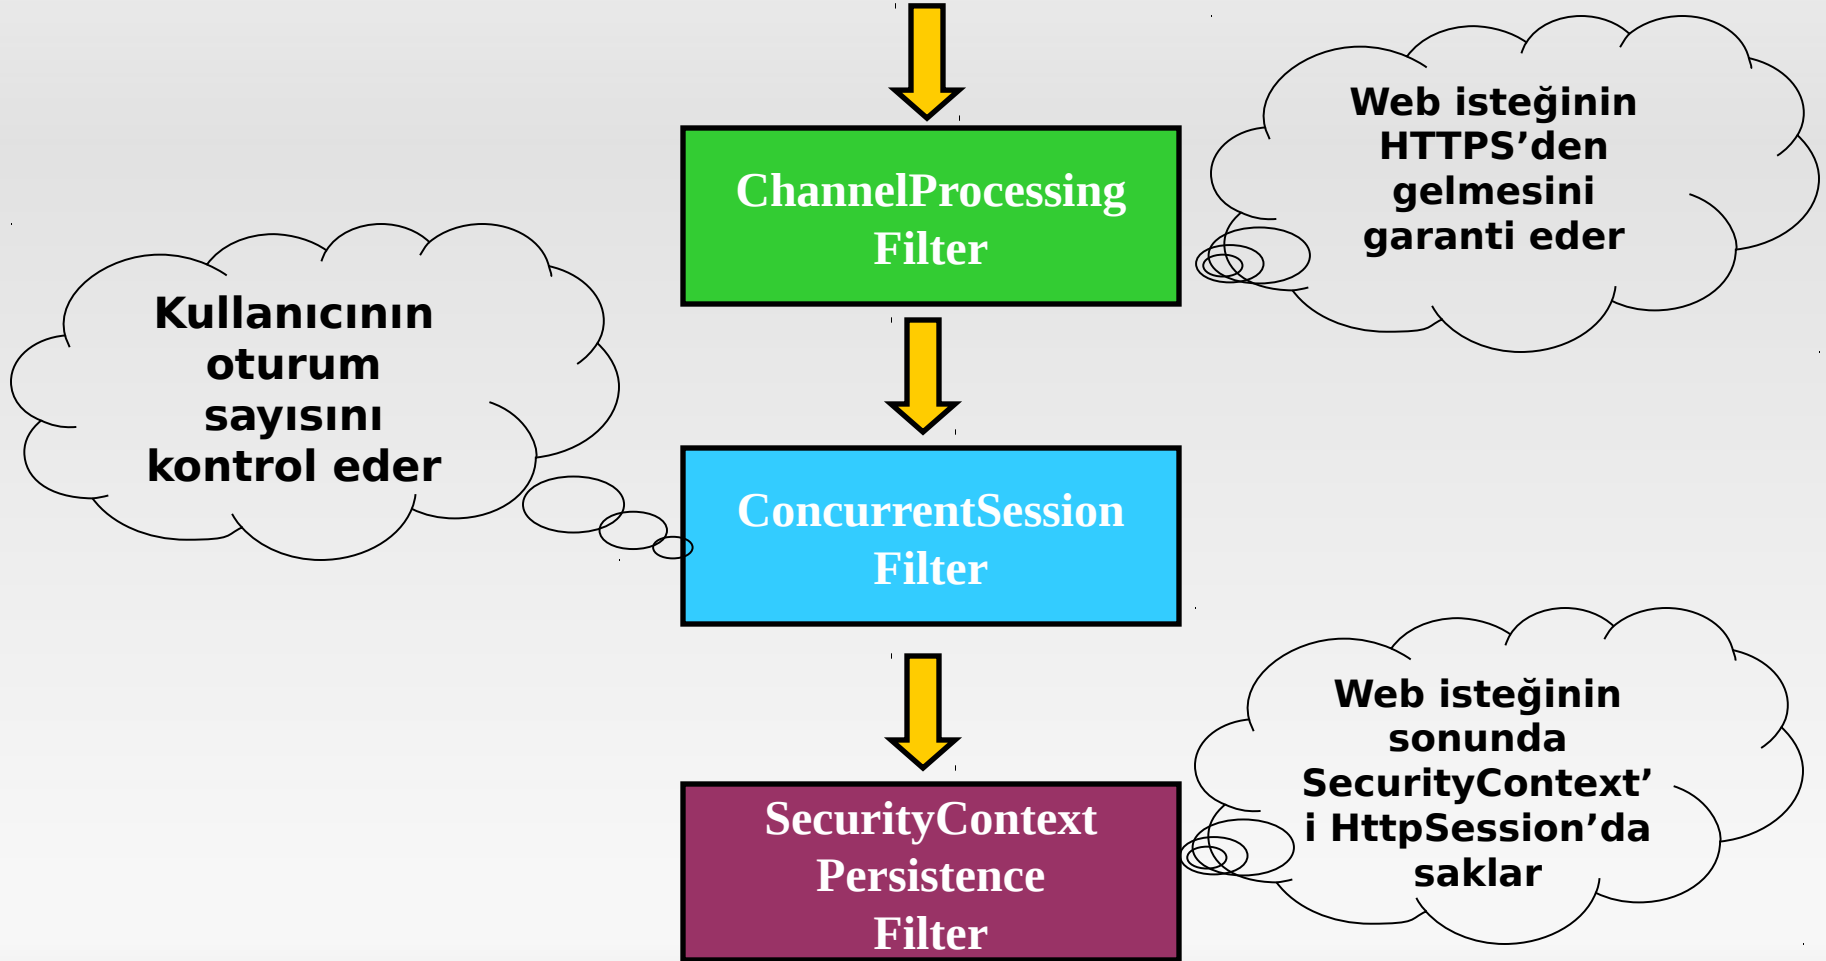 Web isteğinin
HTTPS’den
gelmesini
garanti eder
ChannelProcessing
Filter
Kullanıcının
oturum
sayısını
kontrol eder
ConcurrentSession
Filter
Web isteğinin
sonunda
SecurityContext’
i HttpSession’da
saklar
SecurityContext
Persistence
Filter